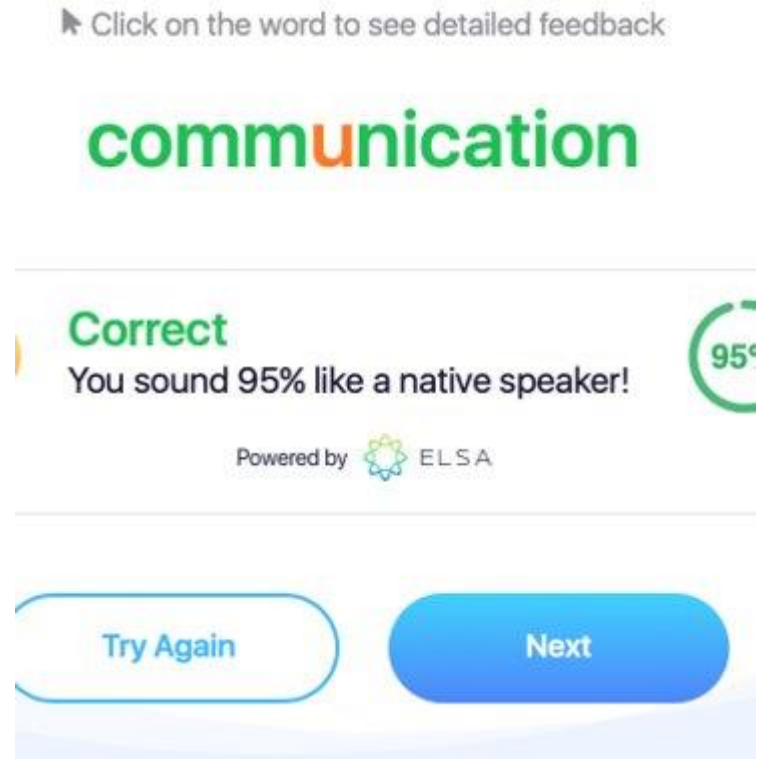 Click on the word to see detailed feedback
communication
Correct
You sound 95% like a native speaker!
95%
Powered by ELSA
Try Again
Next